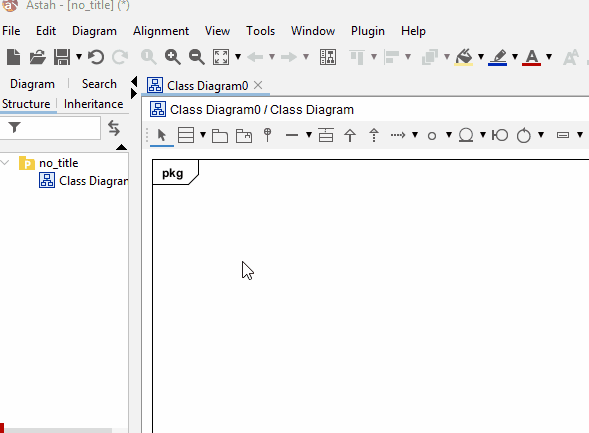 Astah - [no_title] (*)
File Edit Diagram Alignment View Tools Window Plugin Help
Diagram Search
Structure Inheritance
no_title
Class Diagran
Class Diagram0
Class Diagram0 / Class Diagram
pkg